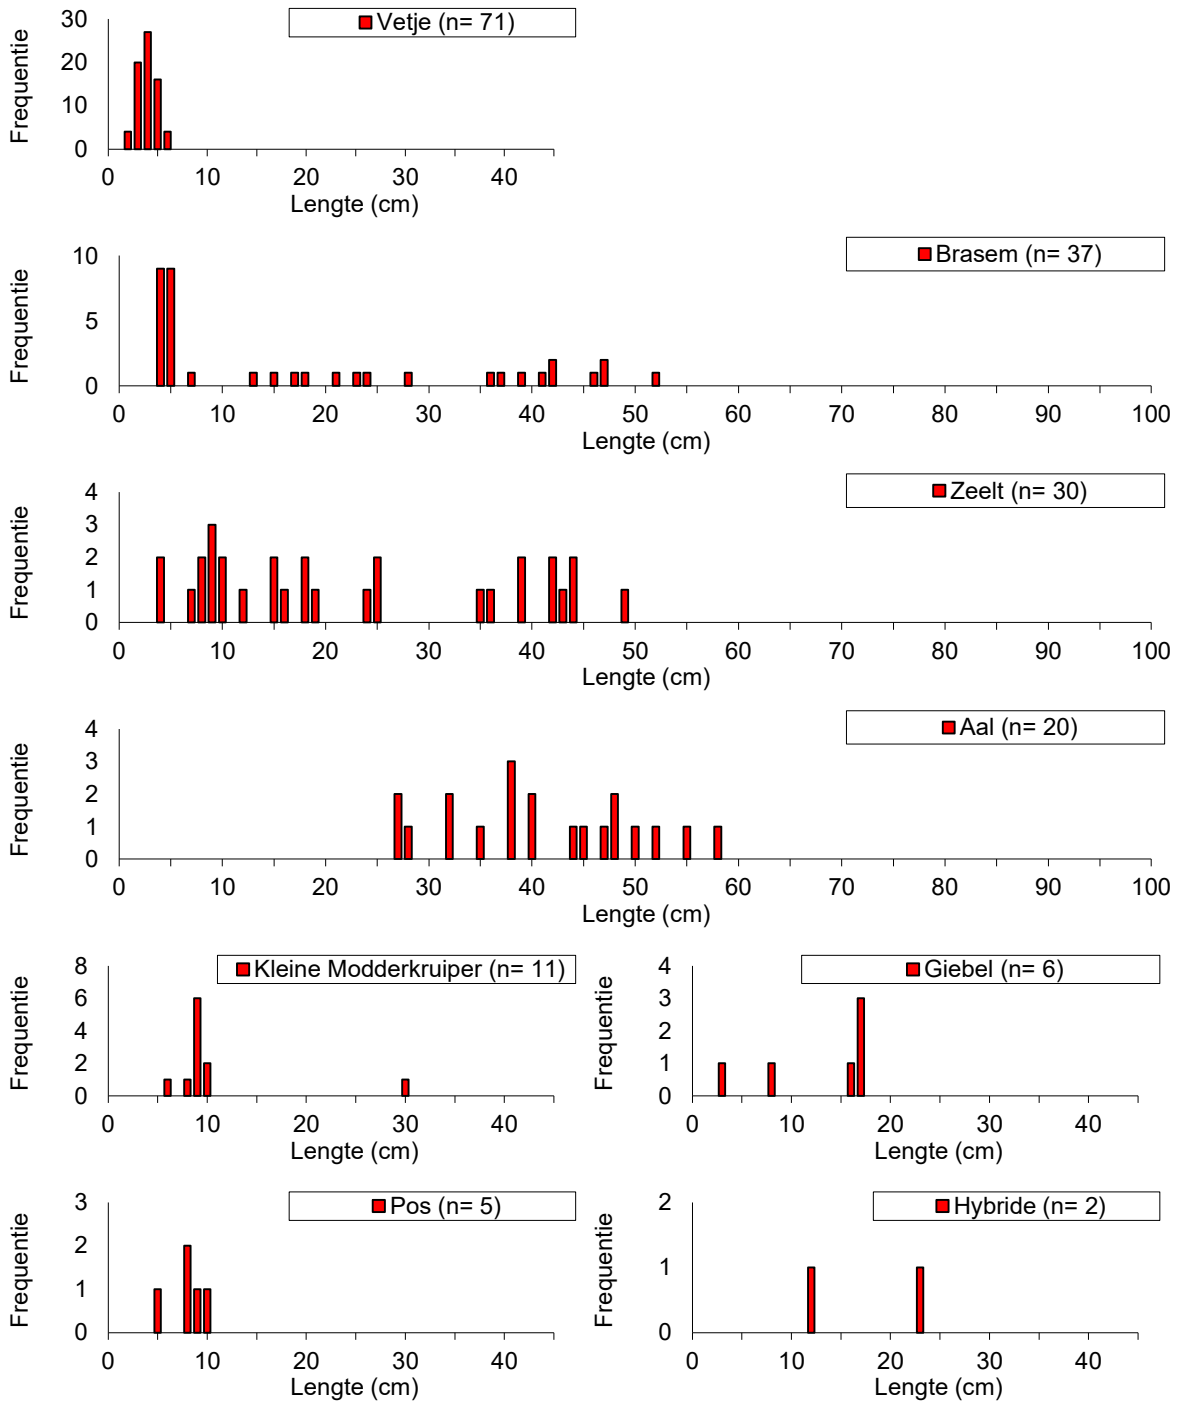 Vetje (n= 71)
Frequentie
30
20
10
0
0 10 20 30 40
Lengte (cm)
Brasem (n= 37)
Frequentie
10
5
0
0 10 20 30 40 50 60 70 80 90 100
Lengte (cm)
Zeelt (n= 30)
Frequentie
4
3
2
1
0
0 10 20 30 40 50 60 70 80 90 100
Lengte (cm)
Aal (n= 20)
Frequentie
4
3
2
1
0
0 10 20 30 40 50 60 70 80 90 100
Lengte (cm)
Kleine Modderkruiper (n= 11)
Frequentie
8
6
4
2
0
0 10 20 30 40
Lengte (cm)
Giebel (n= 6)
Frequentie
4
3
2
1
0
0 10 20 30 40
Lengte (cm)
Pos (n= 5)
Frequentie
3
2
1
0
0 10 20 30 40
Lengte (cm)
Hybride (n= 2)
Frequentie
2
1
0
0 10 20 30 40
Lengte (cm)